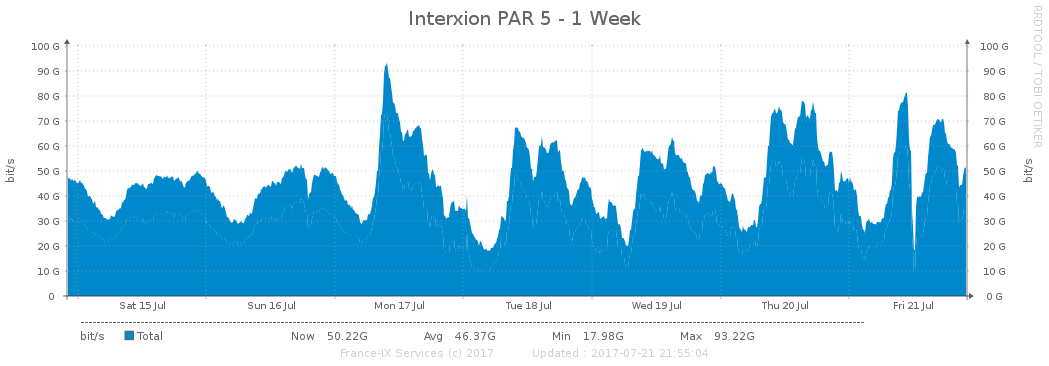 Interxion PAR 5 - 1 Week
RRDTOOL / TOBI OETIKER
bit/s
100 G 100 G
90 G 90 G
80 G 80 G
70 G 70 G
60 G 60 G
50 G 50 G
40 G 40 G
30 G 30 G
20 G 20 G
10 G 10 G
0 0 G
bit/s
Sat 15 Jul Sun 16 Jul Mon 17 Jul Tue 18 Jul Wed 19 Jul Thu 20 Jul Fri 21 Jul
bit/s Total Now 50.22G Avg 46.37G Min 17.98G Max 93.22G
France-IX Services (c) 2017 Updated : 2017-07-21 21:55:04